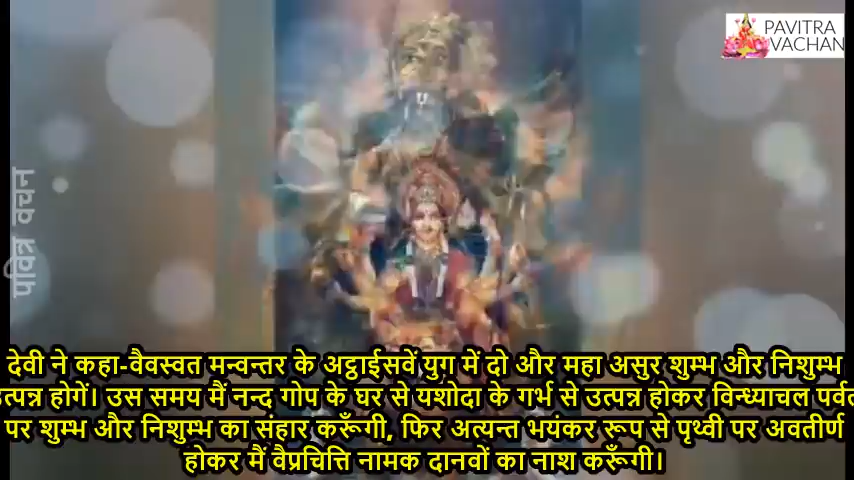 PAVITRA
VACHAN
पवित्र वचन
देवी ने कहा-वैवस्वत मन्वन्तर के अट्ठाईसवें युग में दो और महा असुर शुम्भ और निशुम्भ
उत्पन्न होगें। उस समय मैं नन्द गोप के घर से यशोदा के गर्भ से उत्पन्न होकर विन्ध्याचल पर्वत
पर शुम्भ और निशुम्भ का संहार करूँगी, फिर अत्यन्त भयंकर रूप से पृथ्वी पर अवतीर्ण
होकर मैं वैप्रचित्ति नामक दानवों का नाश करूँगी।